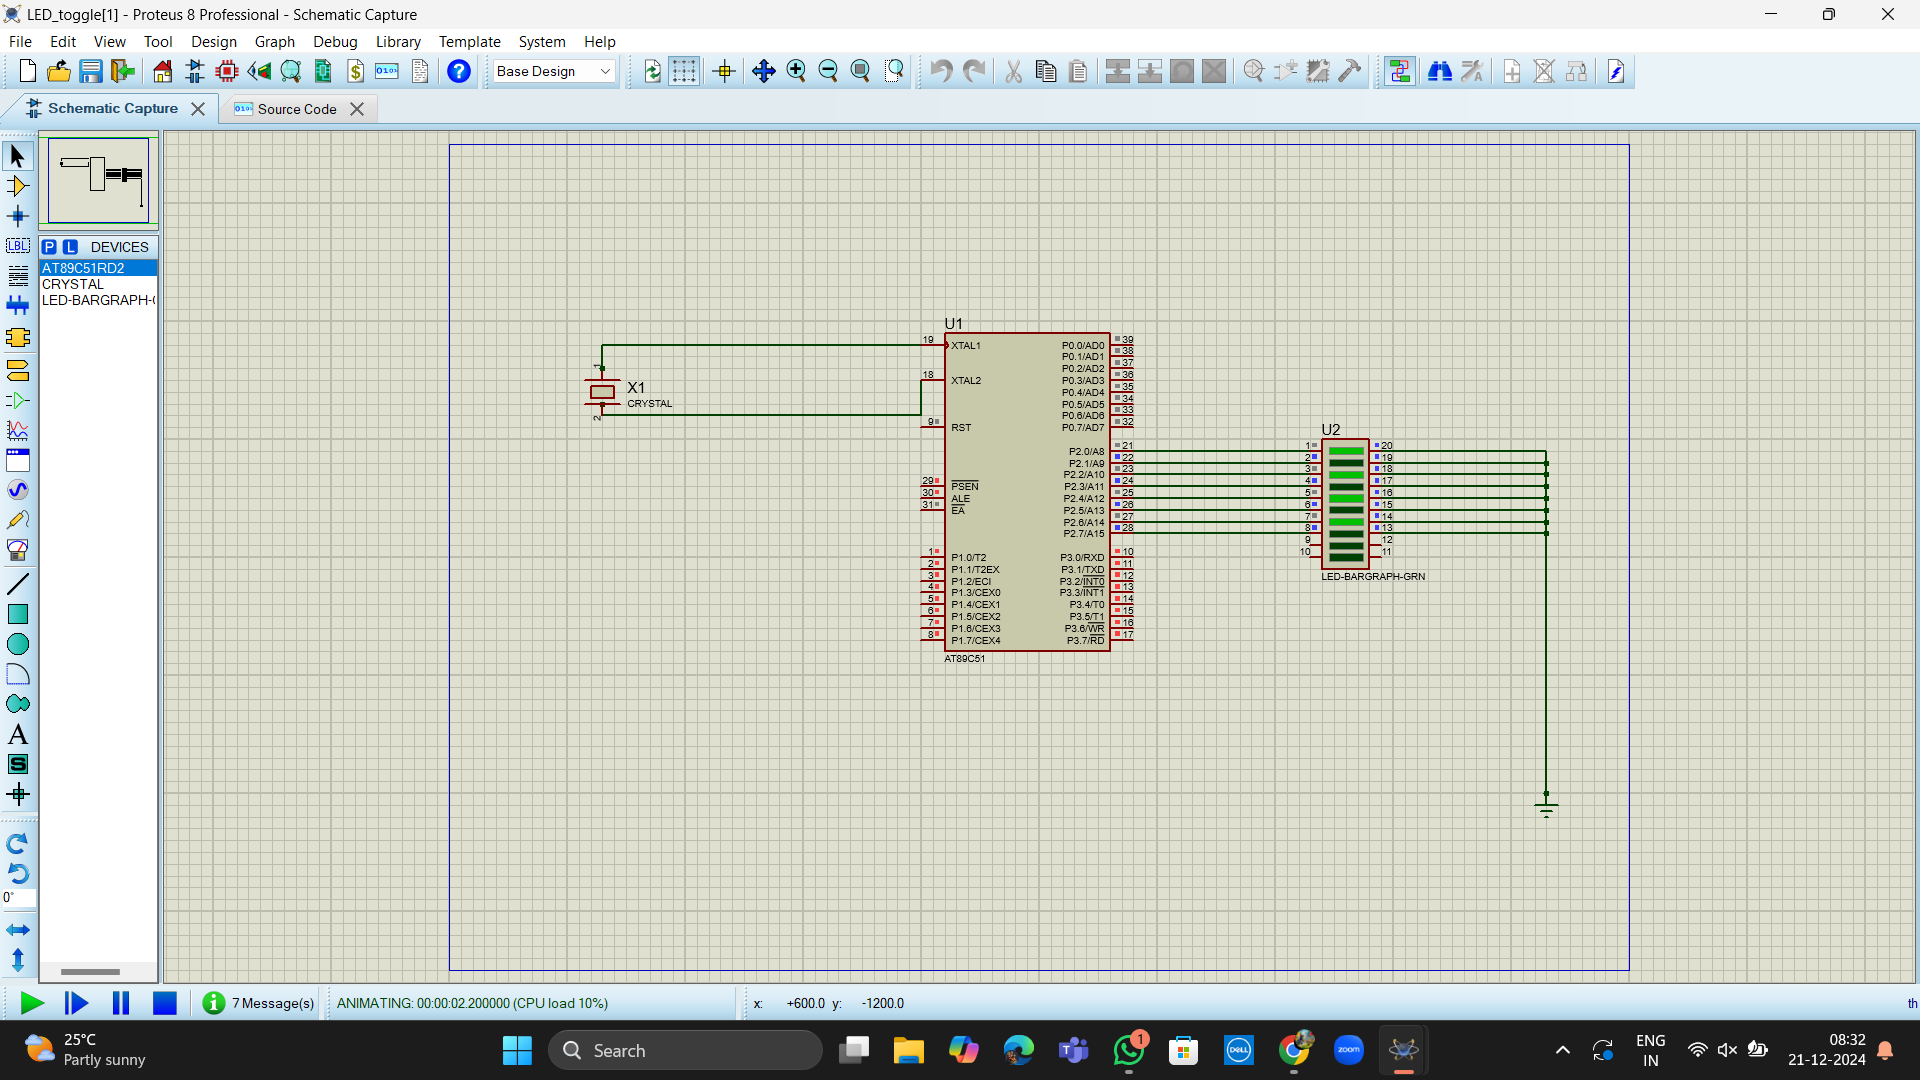 LED_toggle[1] - Proteus 8 Professional - Schematic Capture
File Edit View Tool Design Graph Debug Library Template System Help
Base Design
Schematic Capture
Source Code
P L DEVICES
AT89C51RD2
CRYSTAL
LED-BARGRAPH-
LBL
A
S
0°
X1
CRYSTAL
1
2
U1
19 XTAL1
18 XTAL2
9 RST
29 PSEN
30 ALE
31 EA
1 P1.0/T2
2 P1.1/T2EX
3 P1.2/ECI
4 P1.3/CEX0
5 P1.4/CEX1
6 P1.5/CEX2
7 P1.6/CEX3
8 P1.7/CEX4
P0.0/AD0 39
P0.1/AD1 38
P0.2/AD2 37
P0.3/AD3 36
P0.4/AD4 35
P0.5/AD5 34
P0.6/AD6 33
P0.7/AD7 32
P2.0/A8 21
P2.1/A9 22
P2.2/A10 23
P2.3/A11 24
P2.4/A12 25
P2.5/A13 26
P2.6/A14 27
P2.7/A15 28
P3.0/RXD 10
P3.1/TXD 11
P3.2/INT0 12
P3.3/INT1 13
P3.4/T0 14
P3.5/T1 15
P3.6/WR 16
P3.7/RD 17
AT89C51
U2
1 20
2 19
3 18
4 17
5 16
6 15
7 14
8 13
9 12
10 11
LED-BARGRAPH-GRN
7 Message(s)
ANIMATING: 00:00:02.200000 (CPU load 10%)
x: +600.0 y: -1200.0
th
25°C
Partly sunny
Search
1
DELL
zoom
ENG
IN
08:32
21-12-2024